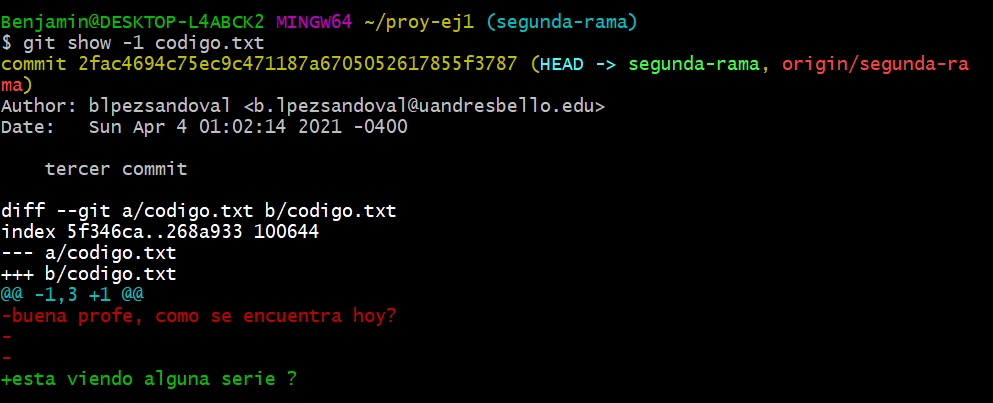 Benjamin@DESKTOP-L4ABCK2 MINGW64 ~/proy-ej1 (segunda-rama)
$ git show -1 codigo.txt
commit 2fac4694c75ec9c471187a6705052617855f3787 (HEAD -> segunda-rama, origin/segunda-ra
ma)
Author: blpezsandoval <b.lpezsandoval@uandresbello.edu>
Date:   Sun Apr 4 01:02:14 2021 -0400
    tercer commit
diff --git a/codigo.txt b/codigo.txt
index 5f346ca..268a933 100644
--- a/codigo.txt
+++ b/codigo.txt
@@ -1,3 +1 @@
-buena profe, como se encuentra hoy?
-
-
+esta viendo alguna serie ?